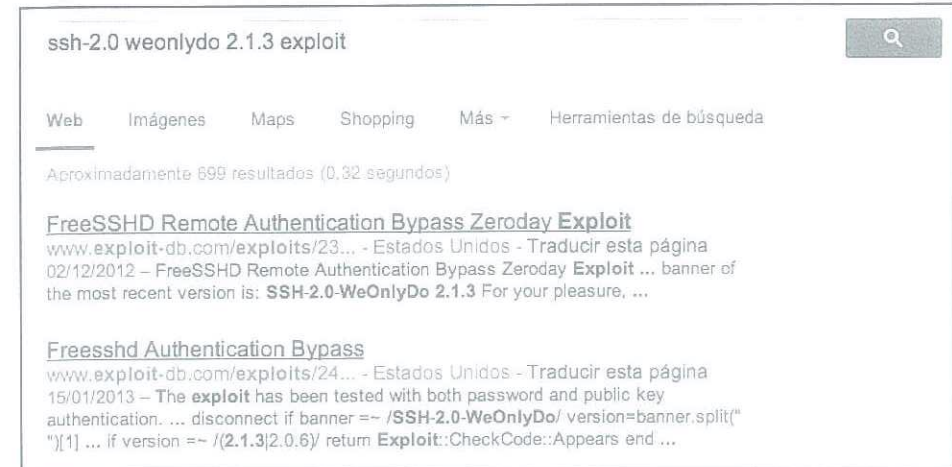 ssh-2.0 weonlydo 2.1.3 exploit
Web Imágenes Maps Shopping Más Herramientas de búsqueda
Aproximadamente 699 resultados (0,32 segundos)
FreeSSHD Remote Authentication Bypass Zeroday Exploit
www.exploit-db.com/exploits/23... - Estados Unidos - Traducir esta página
02/12/2012 – FreeSSHD Remote Authentication Bypass Zeroday Exploit ... banner of
the most recent version is: SSH-2.0-WeOnlyDo 2.1.3 For your pleasure, ...
Freesshd Authentication Bypass
www.exploit-db.com/exploits/24... - Estados Unidos - Traducir esta página
15/01/2013 – The exploit has been tested with both password and public key
authentication. ... disconnect if banner =~ /SSH-2.0-WeOnlyDo/ version=banner.split("
")[1] ... if version =~ /(2.1.3|2.0.6)/ return Exploit::CheckCode::Appears end ...